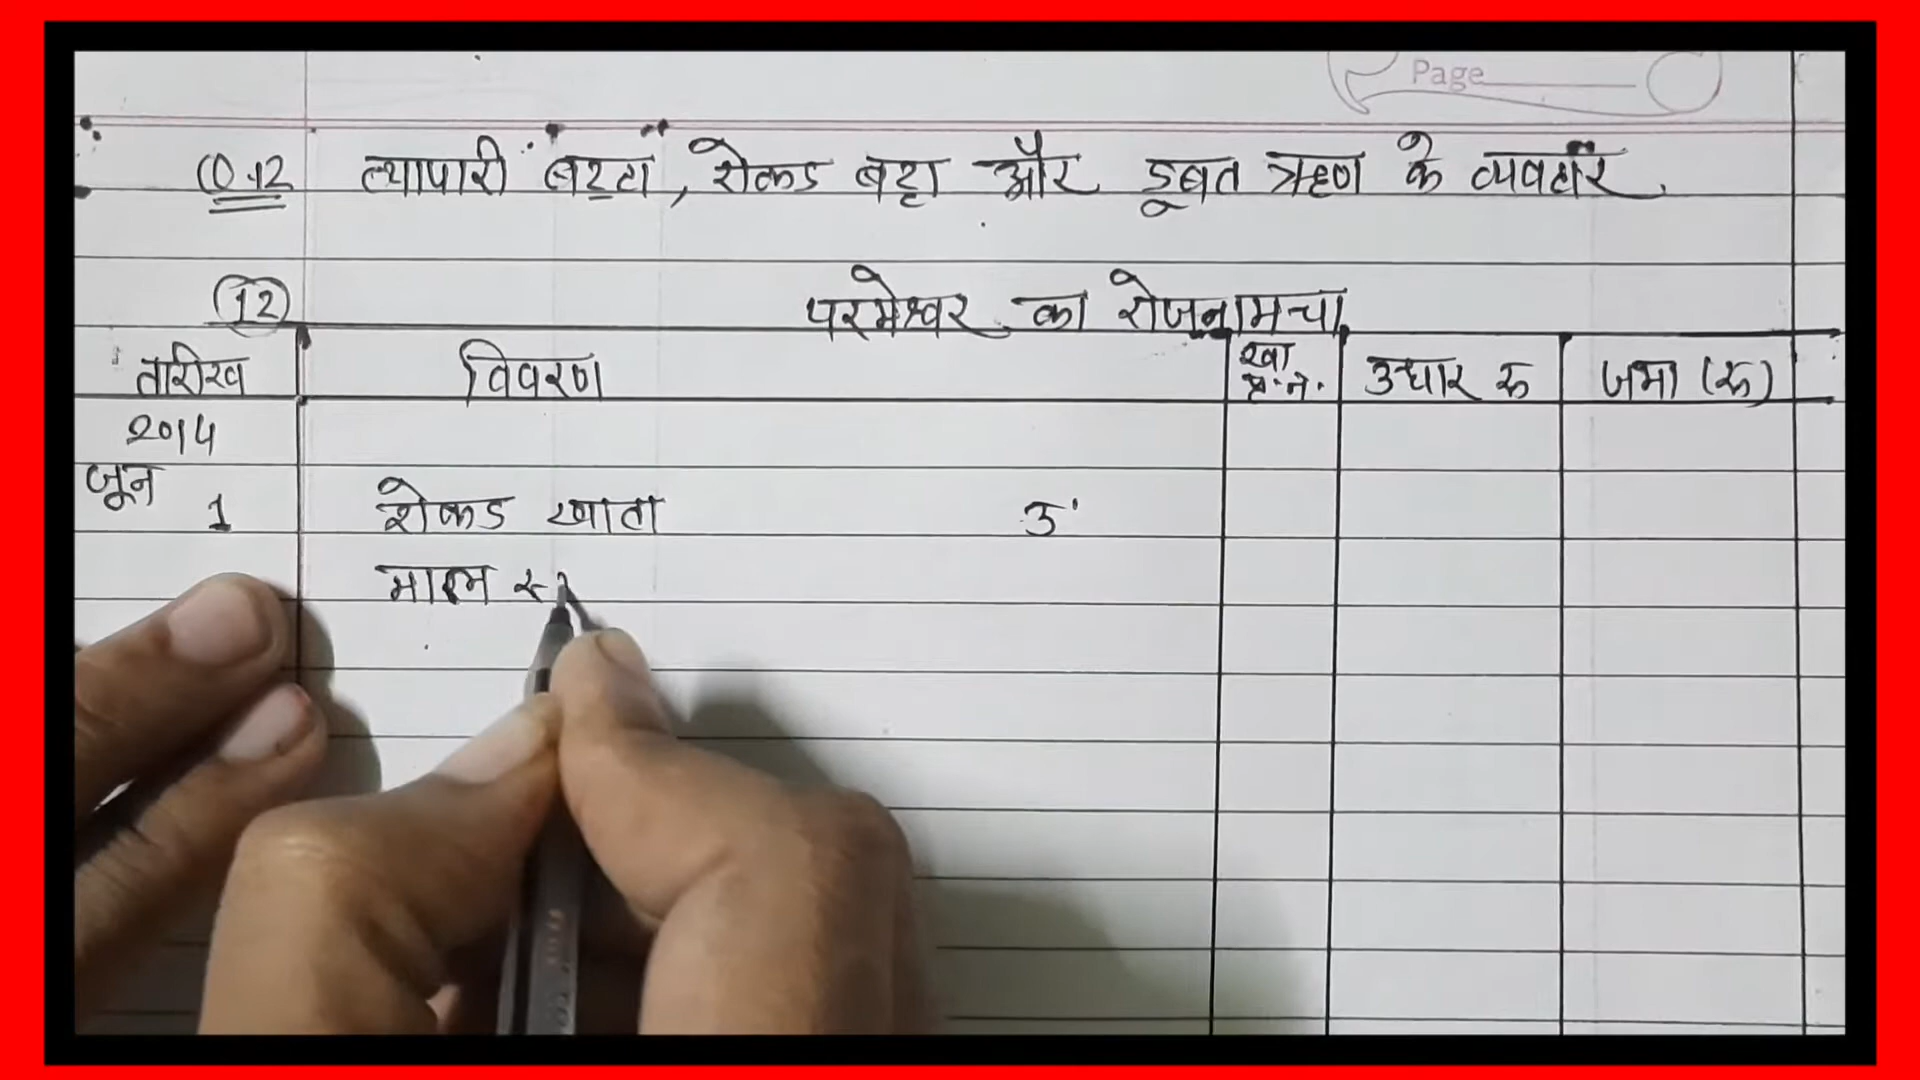 Page
Q.12 व्यापारी बट्टा, रोकड बट्टा और डूबत ऋण के व्यवहार.
12 परमेश्वर का रोजनामचा
तारीख विवरण खा पृ. नं. उधार रु जमा (रु)
2014
जून 1 रोकड खाता उ.
माल